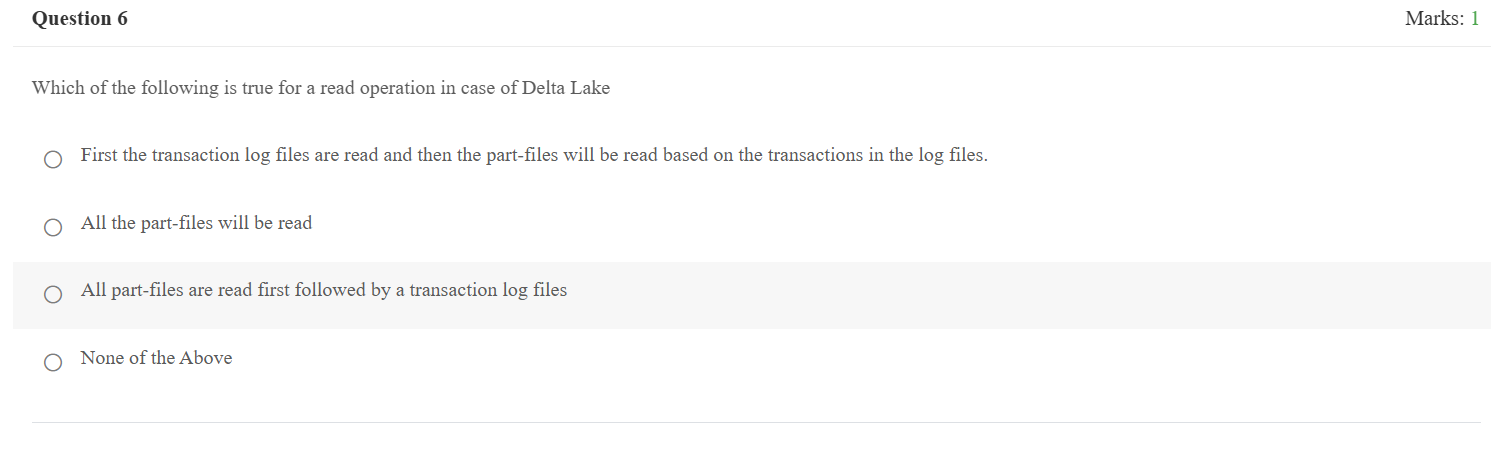 Question 6
Marks: 1
Which of the following is true for a read operation in case of Delta Lake
First the transaction log files are read and then the part-files will be read based on the transactions in the log files.
All the part-files will be read
All part-files are read first followed by a transaction log files
None of the Above